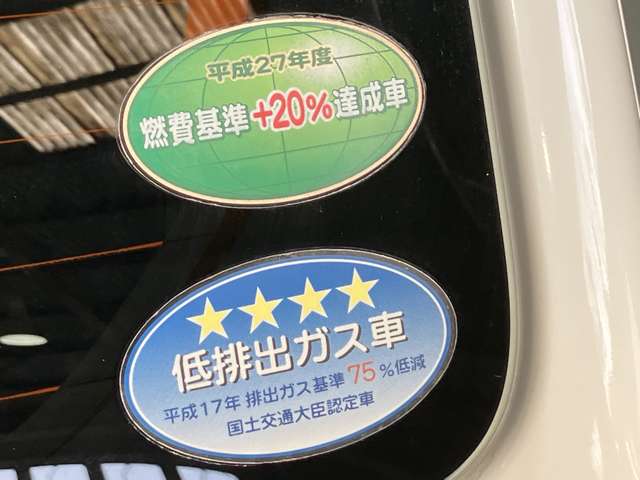 平成27年度
燃費基準+20%達成車
低排出ガス車
平成17年 排出ガス基準 75%低減
国土交通大臣認定車